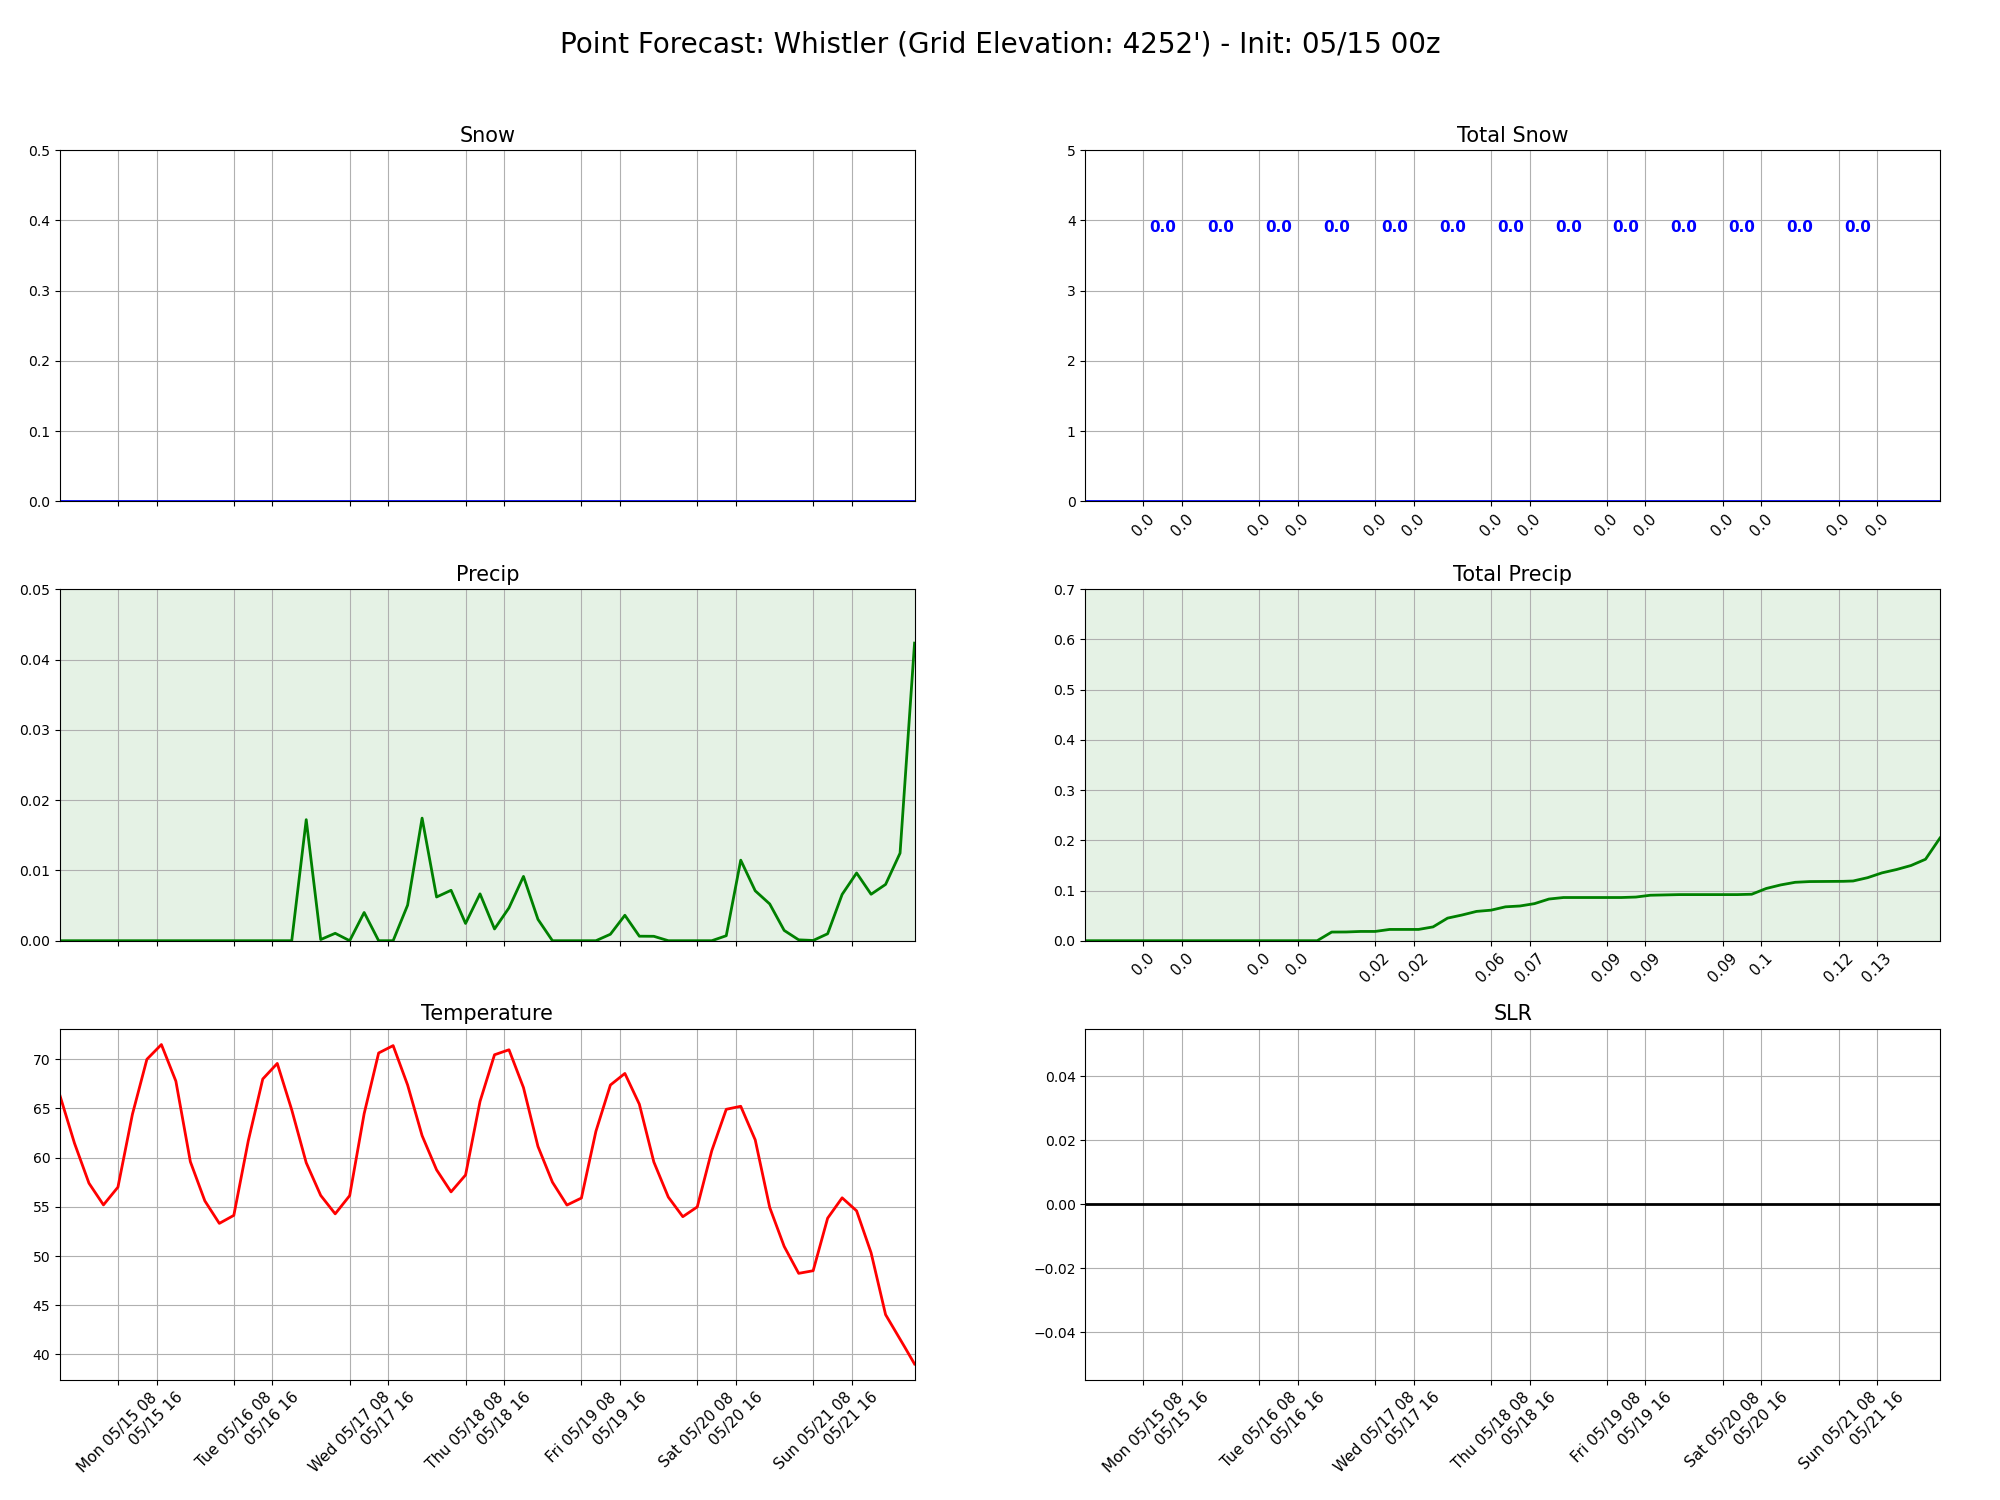 Point Forecast: Whistler (Grid Elevation: 4252') - Init: 05/15 00z
Snow
0.5
0.4
0.3
0.2
0.1
0.0
Total Snow
5
4
3
2
1
0
0.0 0.0 0.0 0.0 0.0 0.0 0.0 0.0 0.0 0.0 0.0 0.0 0.0
0.0 0.0 0.0 0.0 0.0 0.0 0.0 0.0 0.0 0.0 0.0 0.0 0.0 0.0
Precip
0.05
0.04
0.03
0.02
0.01
0.00
Total Precip
0.7
0.6
0.5
0.4
0.3
0.2
0.1
0.0
0.0 0.0 0.0 0.0 0.02 0.02 0.06 0.07 0.09 0.09 0.09 0.1 0.12 0.13
Temperature
70
65
60
55
50
45
40
Mon 05/15 08
05/15 16
Tue 05/16 08
05/16 16
Wed 05/17 08
05/17 16
Thu 05/18 08
05/18 16
Fri 05/19 08
05/19 16
Sat 05/20 08
05/20 16
Sun 05/21 08
05/21 16
SLR
0.04
0.02
0.00
−0.02
−0.04
Mon 05/15 08
05/15 16
Tue 05/16 08
05/16 16
Wed 05/17 08
05/17 16
Thu 05/18 08
05/18 16
Fri 05/19 08
05/19 16
Sat 05/20 08
05/20 16
Sun 05/21 08
05/21 16